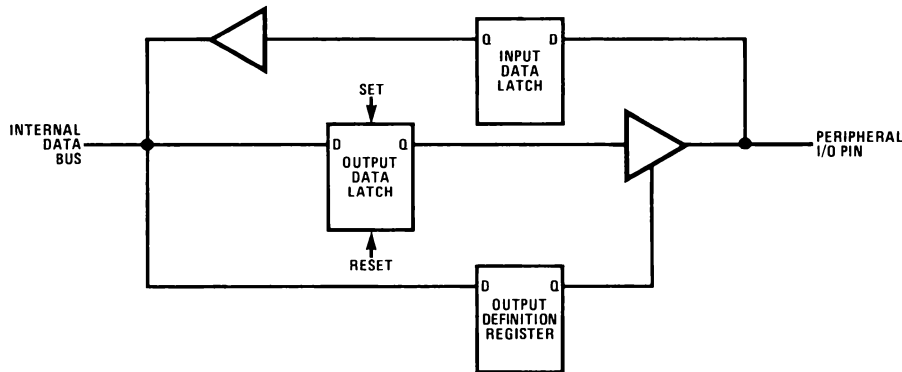 Q D
INPUT
DATA
LATCH
SET
INTERNAL
DATA
BUS
D Q
OUTPUT
DATA
LATCH
PERIPHERAL
I/O PIN
RESET
D Q
OUTPUT
DEFINITION
REGISTER